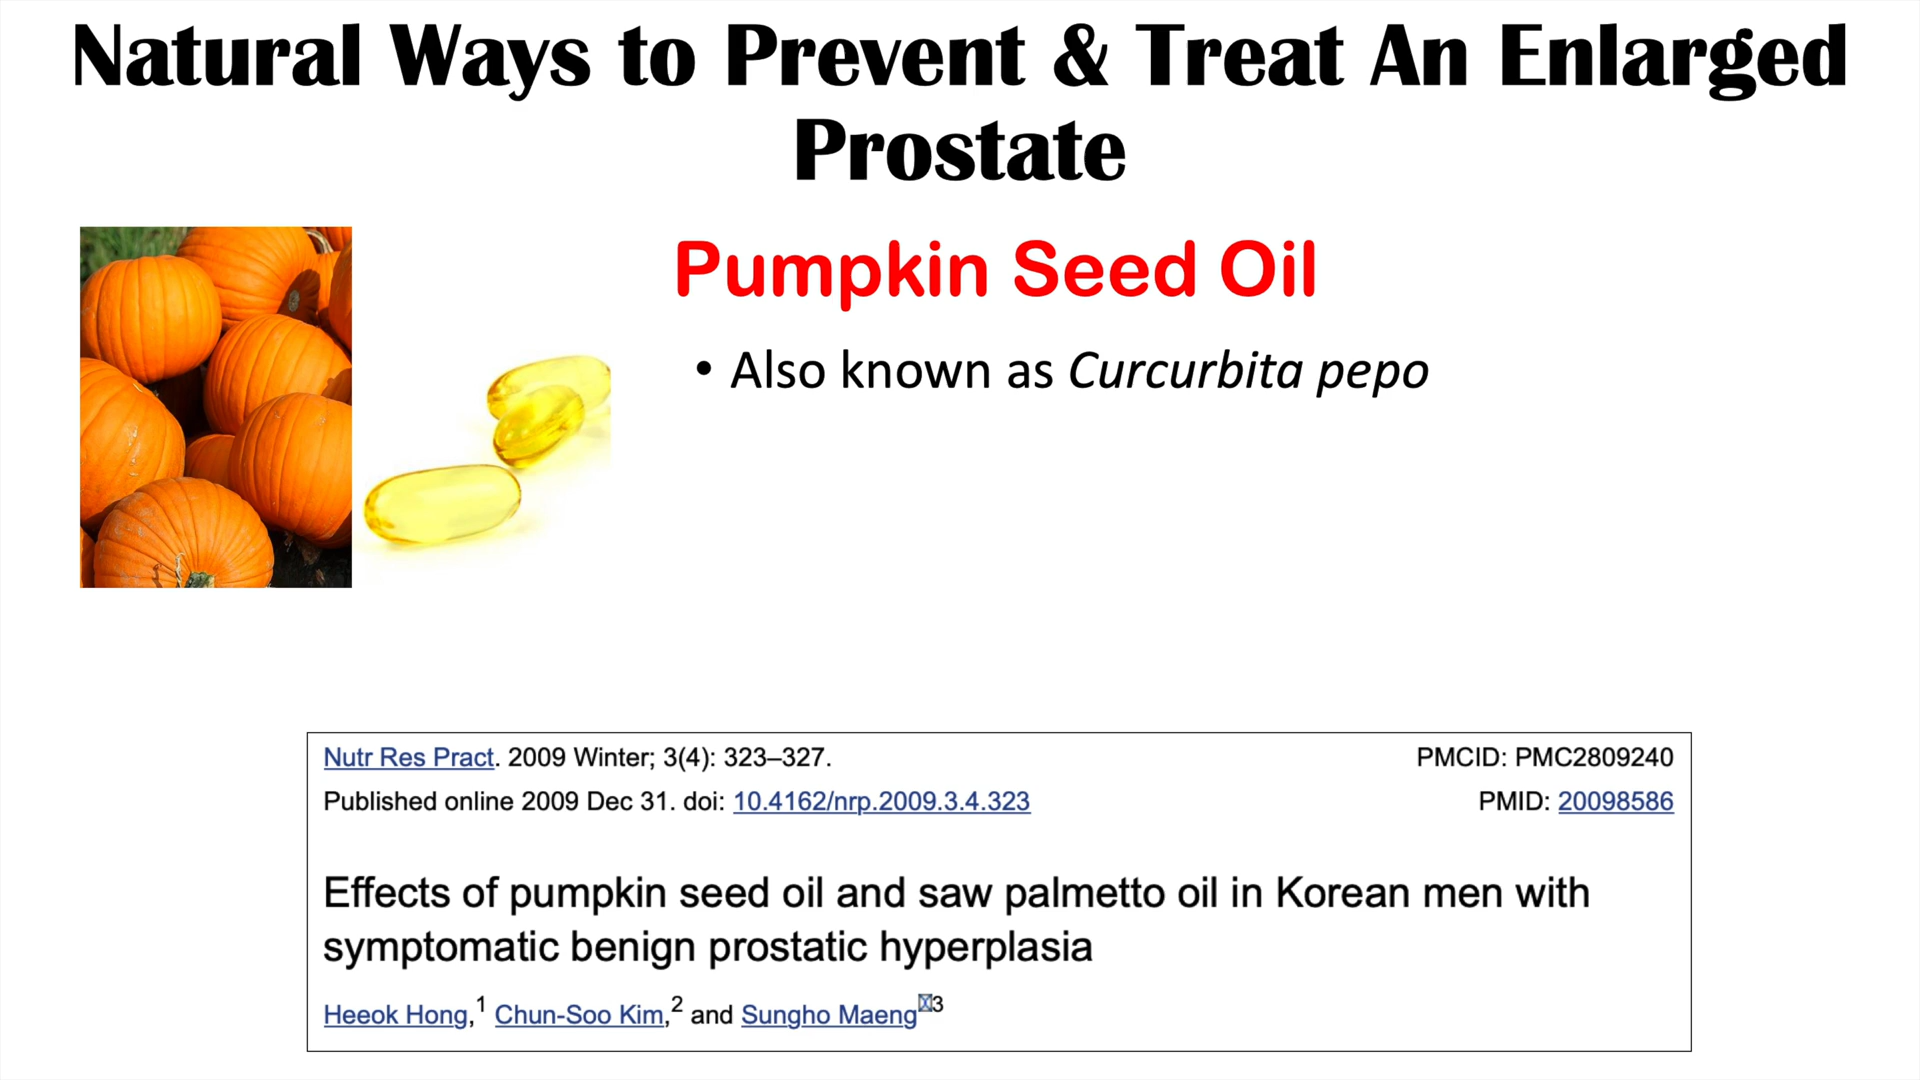 Natural Ways to Prevent & Treat An Enlarged
Prostate
Pumpkin Seed Oil
• Also known as Curcurbita pepo
Nutr Res Pract. 2009 Winter; 3(4): 323–327.
PMCID: PMC2809240
Published online 2009 Dec 31. doi: 10.4162/nrp.2009.3.4.323
PMID: 20098586
Effects of pumpkin seed oil and saw palmetto oil in Korean men with
symptomatic benign prostatic hyperplasia
Heeok Hong,1 Chun-Soo Kim,2 and Sungho Maeng3